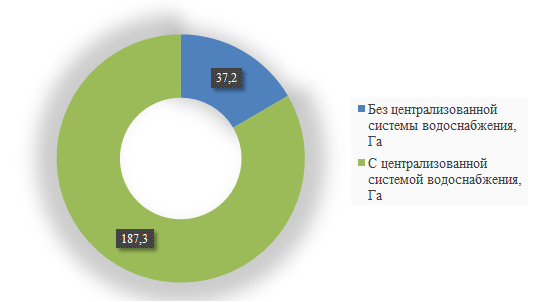 37,2
Без централизованной
системы водоснабжения,
Га
С централизованной
системой водоснабжения,
Га
187,3